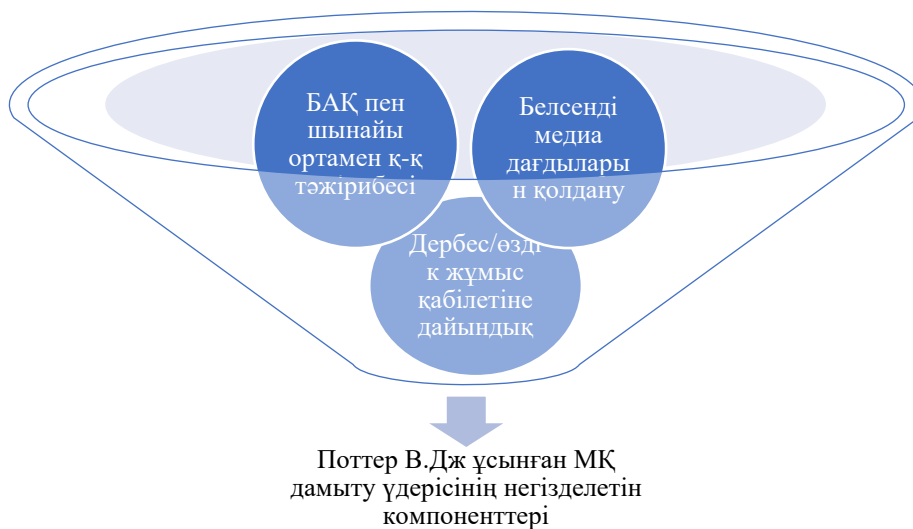 БАҚ пен
шынайы
ортамен қ-қ
тәжірибесі
Белсенді
медиа
дағдылары
н қолдану
Дербес/өзді
к жұмыс
қабілетіне
дайындық
Поттер В.Дж ұсынған МҚ
дамыту үдерісінің негізделетін
компоненттері